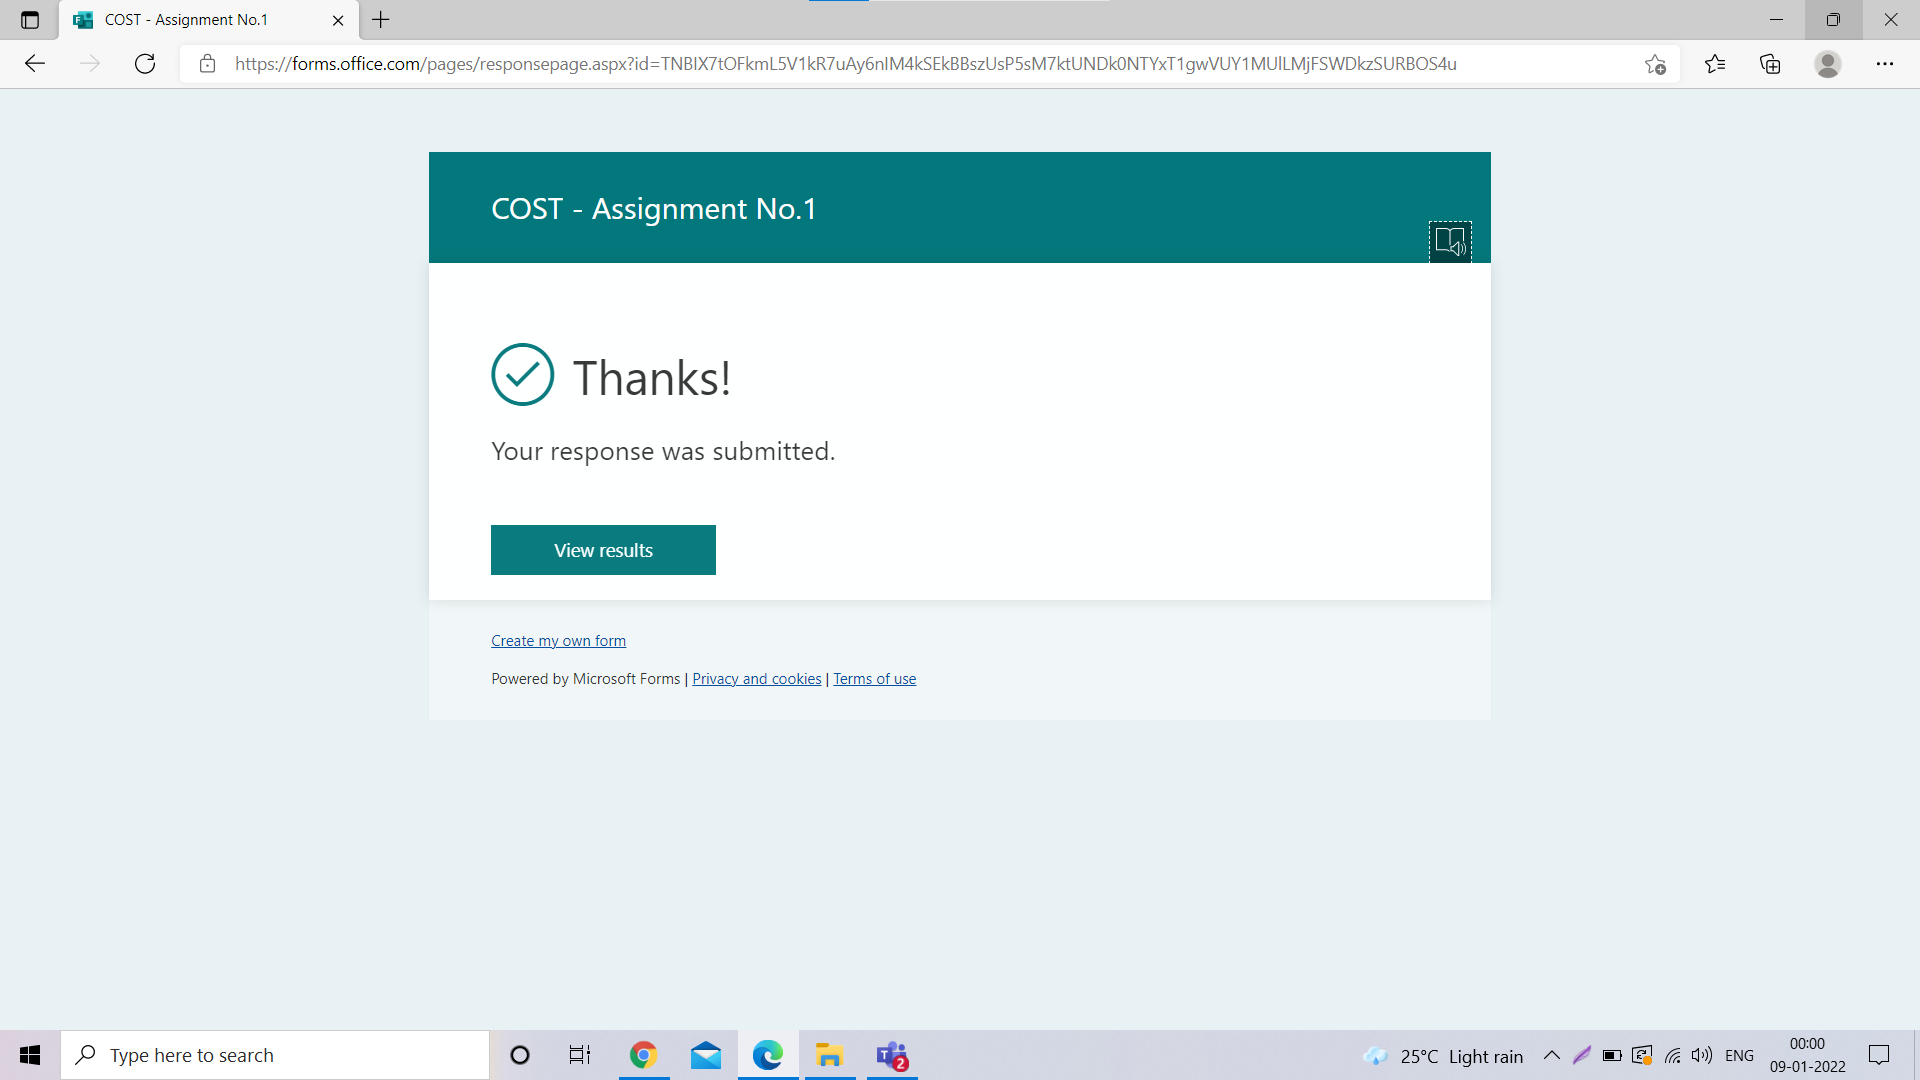 COST - Assignment No.1
https://forms.office.com/pages/responsepage.aspx?id=TNBIX7tOFkmL5V1kR7uAy6nIM4kSEkBBszUsP5sM7ktUNDk0NTYxT1gwVUY1MUlLMjFSWDkzSURBOS4u
COST - Assignment No.1
Thanks!
Your response was submitted.
View results
Create my own form
Powered by Microsoft Forms | Privacy and cookies | Terms of use
Type here to search
2
25°C Light rain
ENG
00:00
09-01-2022